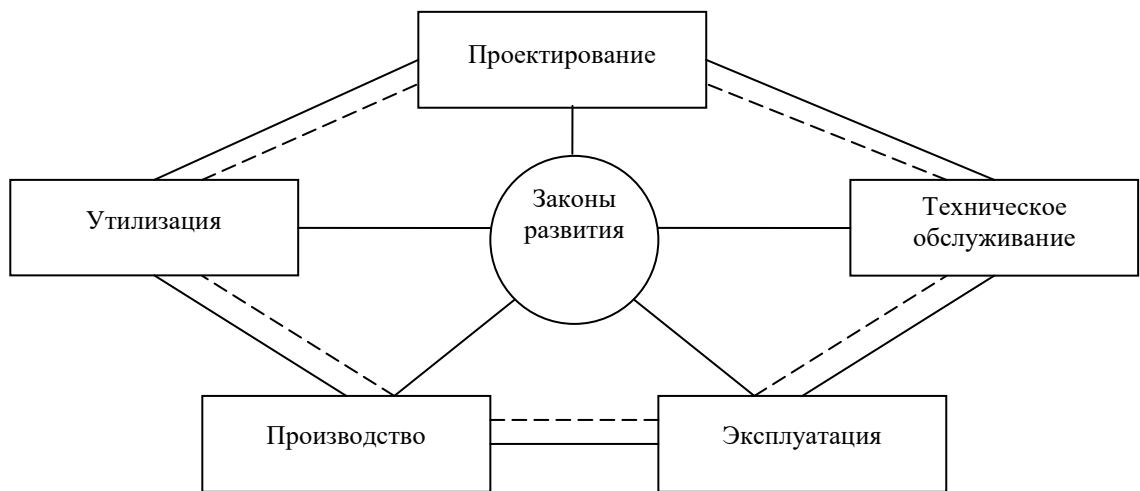 Проектирование
Законы
развития
Утилизация
Техническое
обслуживание
Производство
Эксплуатация